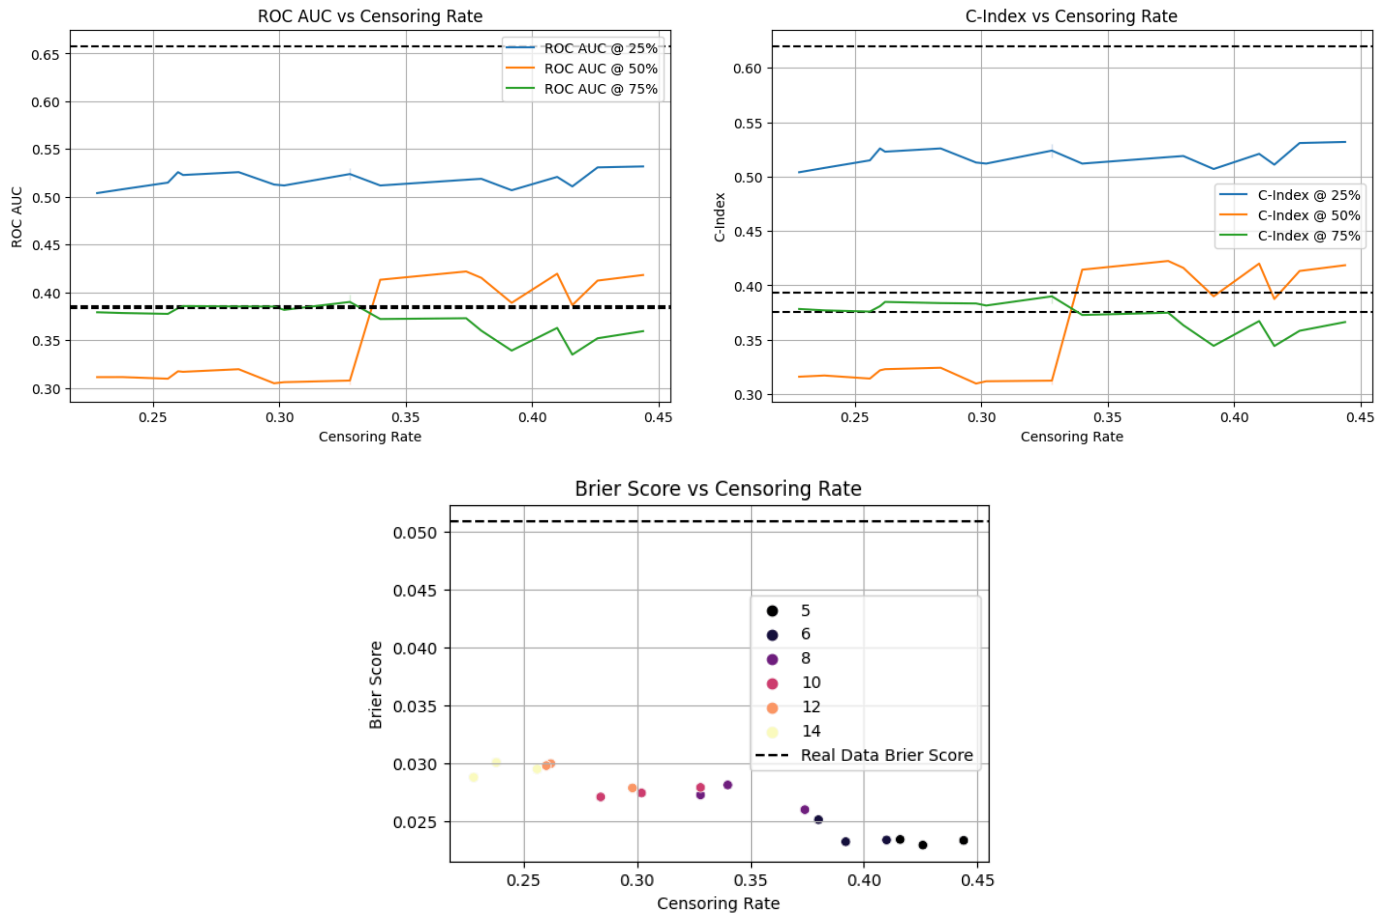 ROC AUC vs Censoring Rate
ROC AUC
0.65
0.60
0.55
0.50
0.45
0.40
0.35
0.30
ROC AUC @ 25%
ROC AUC @ 50%
ROC AUC @ 75%
0.25 0.30 0.35 0.40 0.45
Censoring Rate
C-Index vs Censoring Rate
C-Index
0.60
0.55
0.50
0.45
0.40
0.35
0.30
C-Index @ 25%
C-Index @ 50%
C-Index @ 75%
0.25 0.30 0.35 0.40 0.45
Censoring Rate
Brier Score vs Censoring Rate
Brier Score
0.050
0.045
0.040
0.035
0.030
0.025
5
6
8
10
12
14
Real Data Brier Score
0.25 0.30 0.35 0.40 0.45
Censoring Rate